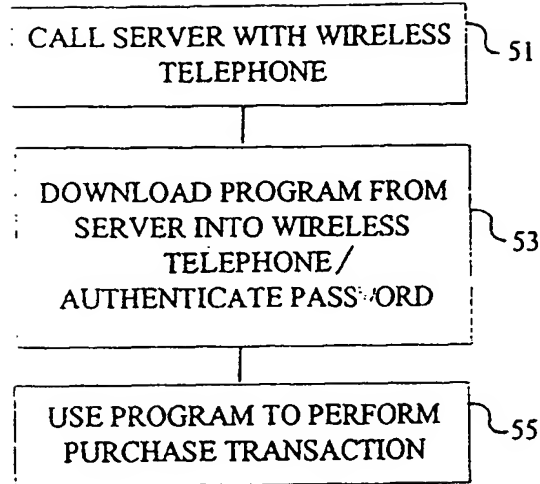 CALL SERVER WITH WIRELESS
TELEPHONE
51
DOWNLOAD PROGRAM FROM
SERVER INTO WIRELESS
TELEPHONE/
AUTHENTICATE PASSWORD
53
USE PROGRAM TO PERFORM
PURCHASE TRANSACTION
55